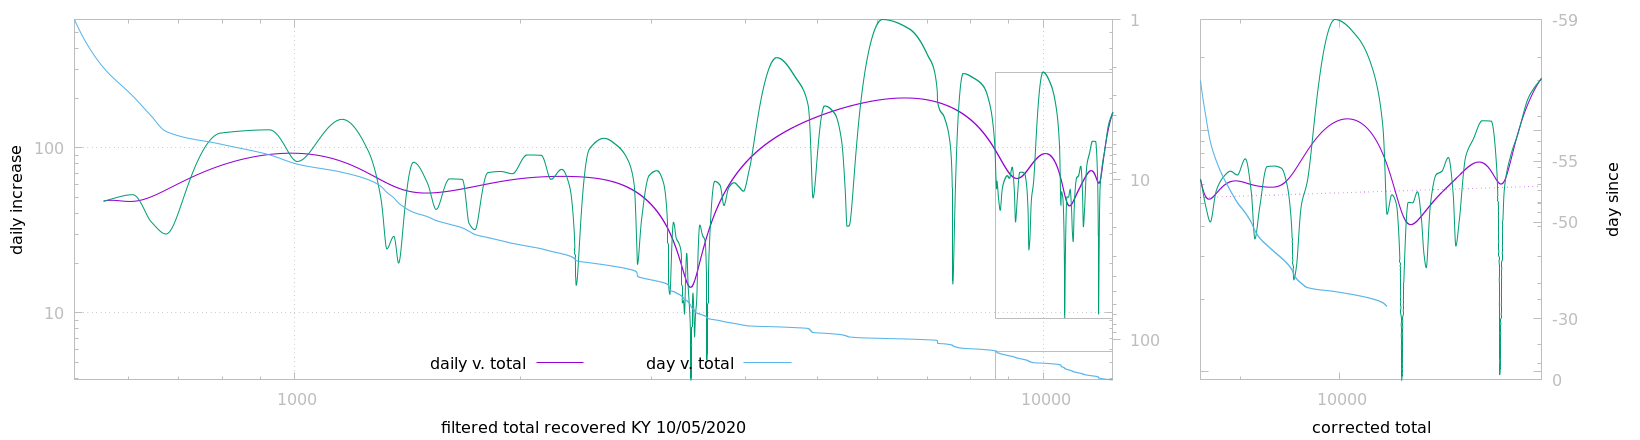 daily increase
100
10
1000
10000
filtered total recovered KY 10/05/2020
daily v. total
day v. total
1
10
100
10000
corrected total
-59
-55
-50
-30
0
day since